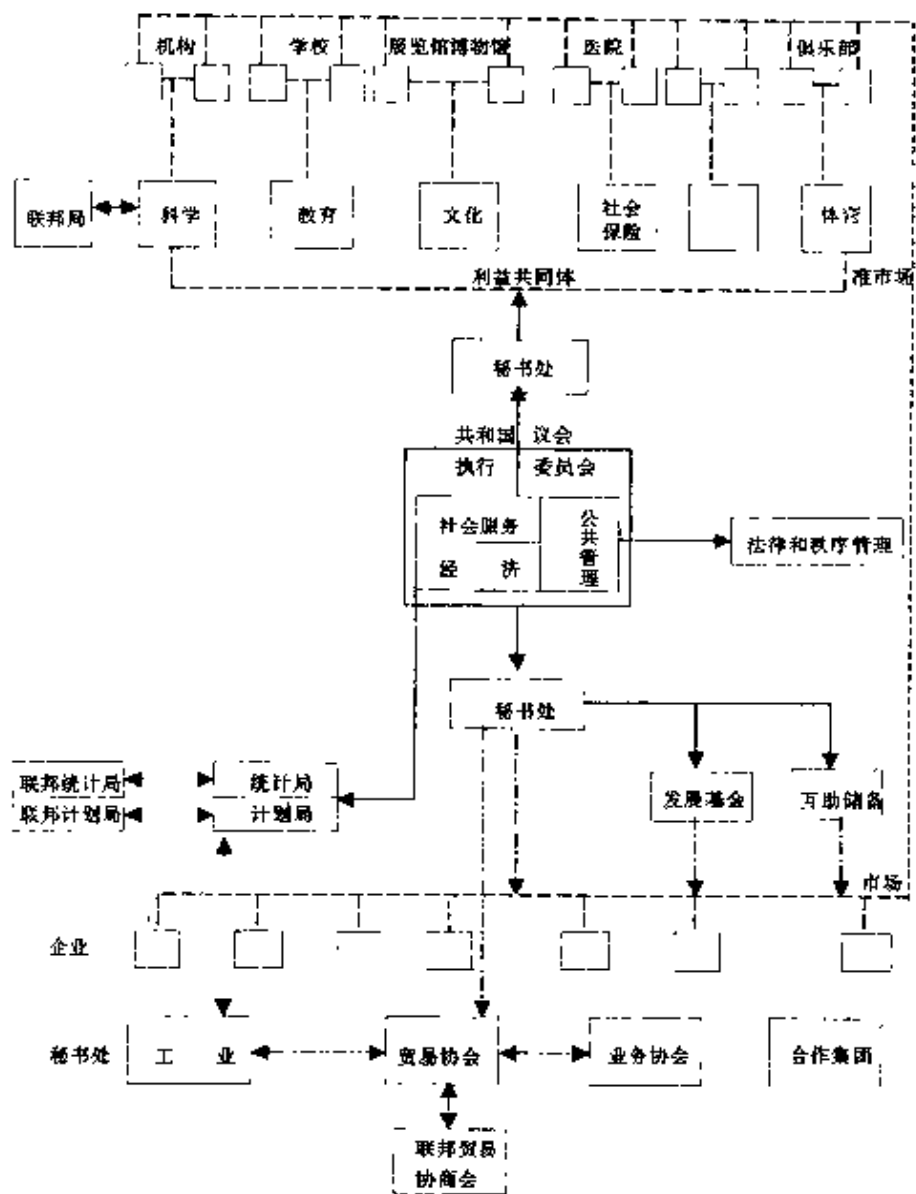 机构 学校 展览馆博物馆 医院 俱乐部
联邦局 科学 教育 文化 社会保险 体育
利益共同体 准市场
秘书处
共和国 议会
执行 委员会
社会服务 公共管理
经 济
法律和秩序管理
秘书处
联邦统计局 统计局 发展基金 互助储备
联邦计划局 计划局
市场
企业
秘书处 工 业 贸易协会 业务协会 合作集团
联邦贸易
协商会